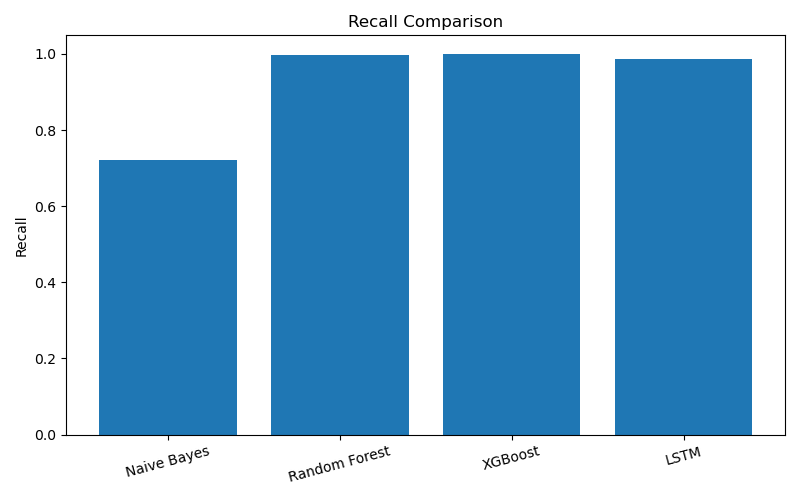 Recall Comparison
Recall
1.0
0.8
0.6
0.4
0.2
0.0
Naive Bayes
Random Forest
XGBoost
LSTM